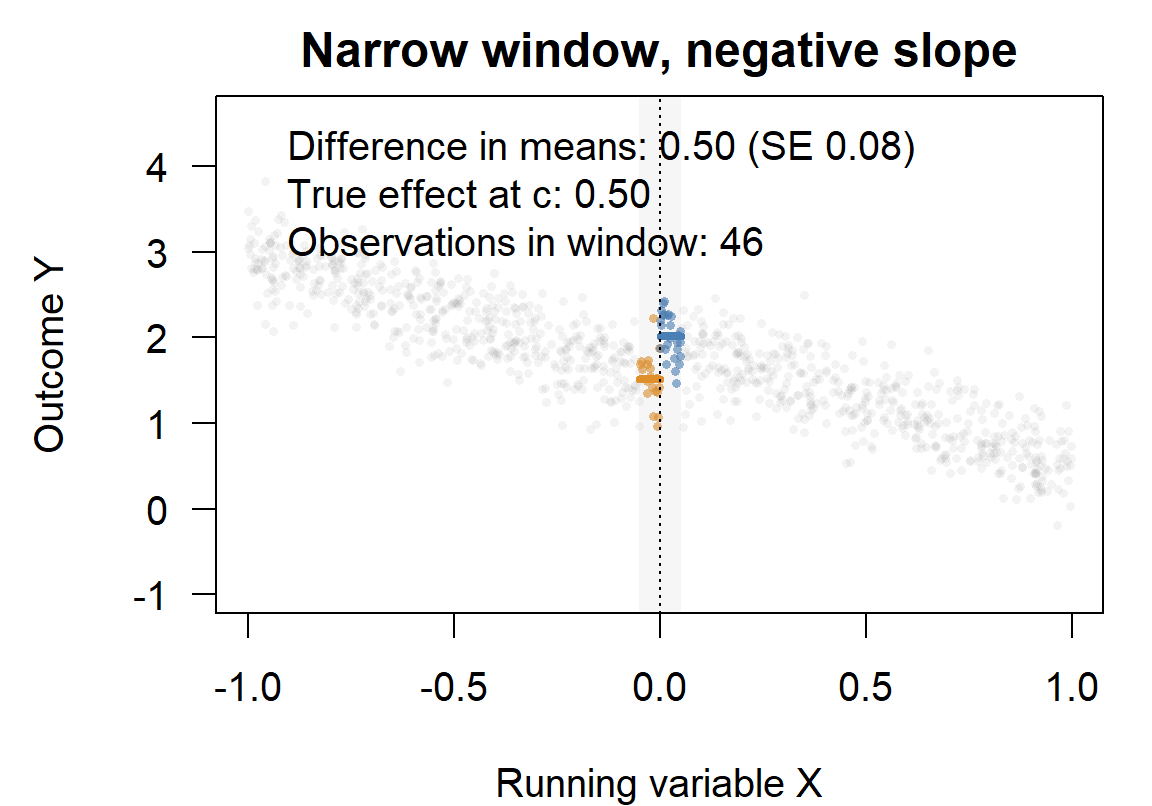 Narrow window, negative slope
Difference in means: 0.50 (SE 0.08)
True effect at c: 0.50
Observations in window: 46
Outcome Y
4
3
2
1
0
-1
-1.0 -0.5 0.0 0.5 1.0
Running variable X